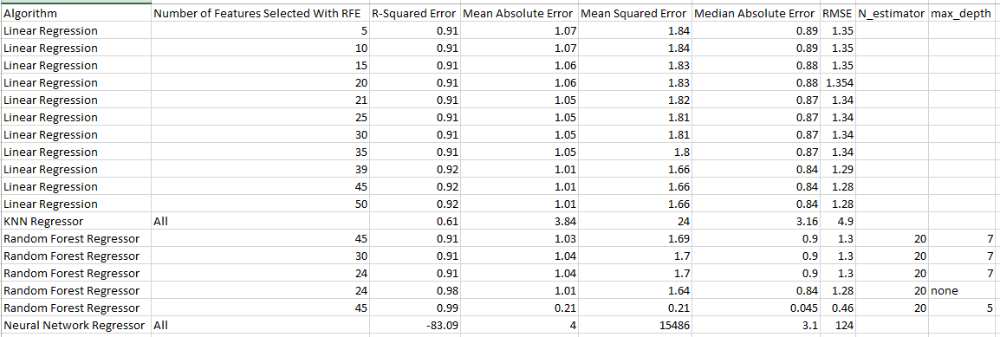 Algorithm Number of Features Selected With RFE R-Squared Error Mean Absolute Error Mean Squared Error Median Absolute Error RMSE N_estimator max_depth
Linear Regression 5 0.91 1.07 1.84 0.89 1.35
Linear Regression 10 0.91 1.07 1.84 0.89 1.35
Linear Regression 15 0.91 1.06 1.83 0.88 1.35
Linear Regression 20 0.91 1.06 1.83 0.88 1.354
Linear Regression 21 0.91 1.05 1.82 0.87 1.34
Linear Regression 25 0.91 1.05 1.81 0.87 1.34
Linear Regression 30 0.91 1.05 1.81 0.87 1.34
Linear Regression 35 0.91 1.05 1.8 0.87 1.34
Linear Regression 39 0.92 1.01 1.66 0.84 1.29
Linear Regression 45 0.92 1.01 1.66 0.84 1.28
Linear Regression 50 0.92 1.01 1.66 0.84 1.28
KNN Regressor All 0.61 3.84 24 3.16 4.9
Random Forest Regressor 45 0.91 1.03 1.69 0.9 1.3 20 7
Random Forest Regressor 30 0.91 1.04 1.7 0.9 1.3 20 7
Random Forest Regressor 24 0.91 1.04 1.7 0.9 1.3 20 7
Random Forest Regressor 24 0.98 1.01 1.64 0.84 1.28 20 none
Random Forest Regressor 45 0.99 0.21 0.21 0.045 0.46 20 5
Neural Network Regressor All -83.09 4 15486 3.1 124